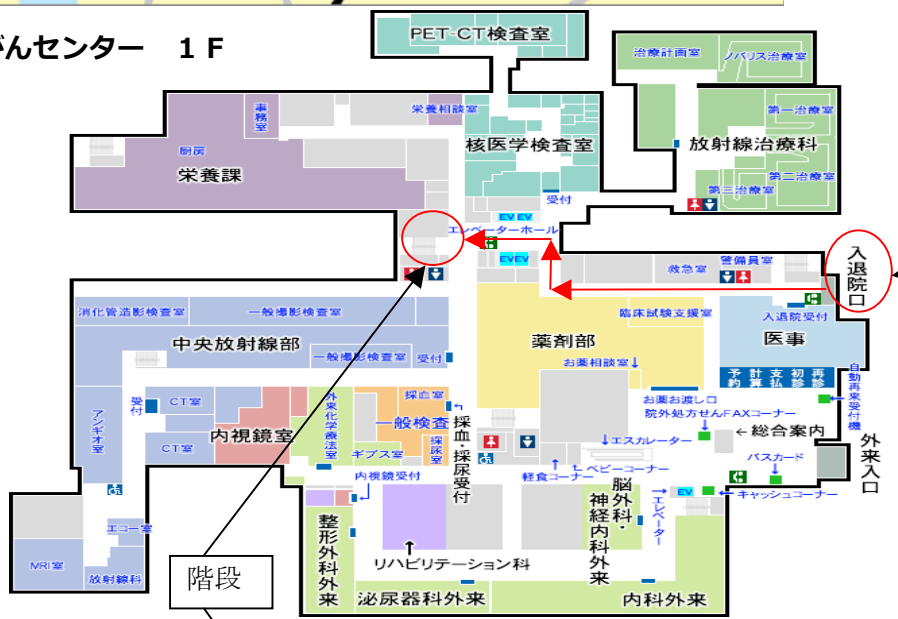 がんセンター　１Ｆ
PET-CT検査室
治療計画室
ノバリス治療室
事務室
栄養相談室
核医学検査室
第一治療室
放射線治療科
厨房
栄養課
第二治療室
第三治療室
受付
EV EV
エレベーターホール
EV EV
救急室
警備員室
入退院口
消化管造影検査室
一般撮影検査室
臨床試験支援室
入退院受付
中央放射線部
薬剤部
医事
一般撮影検査室
受付
お薬相談室↓
予約
計算
支払
初診
再診
自動再来受付機
アンギオ室
受付
CT室
外来化学療法室
採血室
一般検査
お薬お渡し口
院外処方せんFAXコーナー
内視鏡室
採血・採尿受付
←総合案内
CT室
ギプス室
採尿室
↓エスカレーター
外来入口
内視鏡受付
軽食コーナー
ベビーコーナー
バスカード
脳外科・神経内科外来
→エレベーター
EV
←キャッシュコーナー
エコー室
整形外科外来
MRI室
放射線科
階段
リハビリテーション科
泌尿器科外来
内科外来